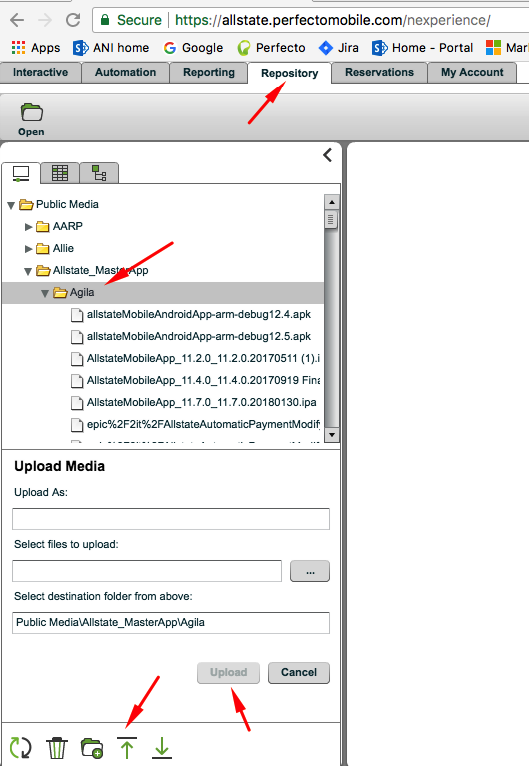 Secure | https://allstate.perfectomobile.com/nexperience/
Apps ANI home Google Perfecto Jira Home - Portal Mar
Interactive Automation Reporting Repository Reservations My Account
Open
Public Media
AARP
Allie
Allstate_MasterApp
Agila
allstateMobileAndroidApp-arm-debug12.4.apk
allstateMobileAndroidApp-arm-debug12.5.apk
AllstateMobileApp_11.2.0_11.2.0.20170511 (1).i
AllstateMobileApp_11.4.0_11.4.0.20170919 Fina
AllstateMobileApp_11.7.0_11.7.0.20180130.ipa
epic%2F2it%2FAllstateAutomaticPaymentModify
Upload Media
Upload As:
Select files to upload:
...
Select destination folder from above:
Public Media\Allstate_MasterApp\Agila
Upload Cancel